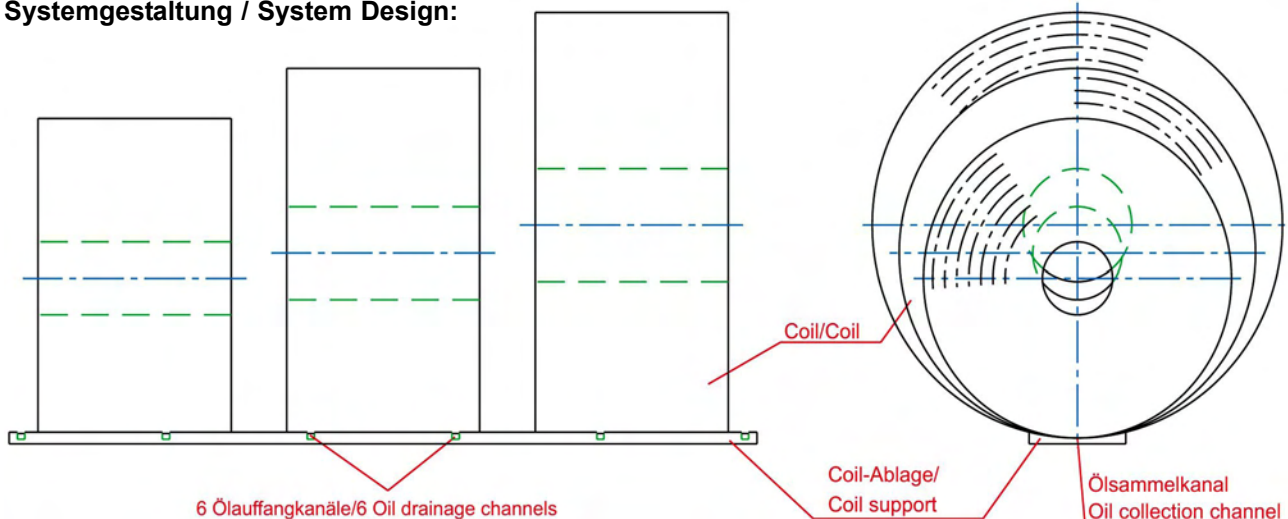 Systemgestaltung / System Design:
Coil/Coil
6 Ölauffangkanäle/6 Oil drainage channels
Coil-Ablage/
Coil support
Ölsammelkanal
Oil collection channel